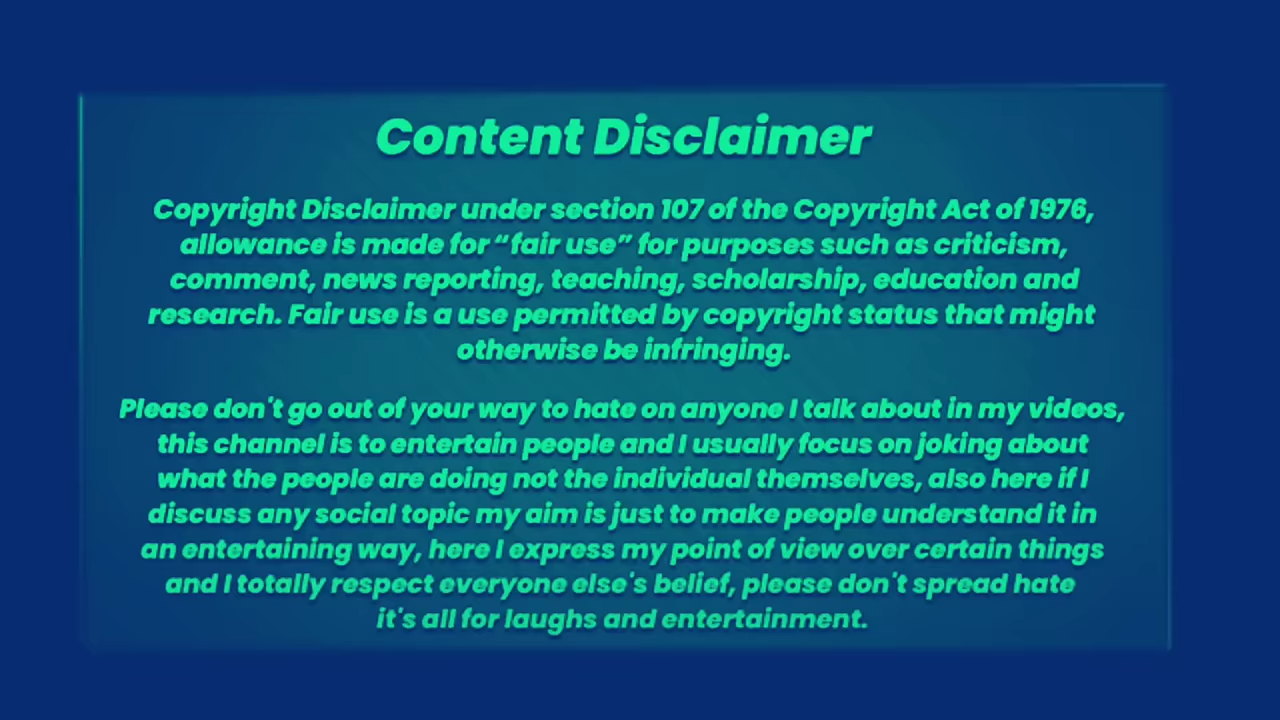 Content Disclaimer
Copyright Disclaimer under section 107 of the Copyright Act of 1976,
allowance is made for “fair use” for purposes such as criticism,
comment, news reporting, teaching, scholarship, education and
research. Fair use is a use permitted by copyright status that might
otherwise be infringing.
Please don't go out of your way to hate on anyone I talk about in my videos,
this channel is to entertain people and I usually focus on joking about
what the people are doing not the individual themselves, also here if I
discuss any social topic my aim is just to make people understand it in
an entertaining way, here I express my point of view over certain things
and I totally respect everyone else's belief, please don't spread hate
it's all for laughs and entertainment.